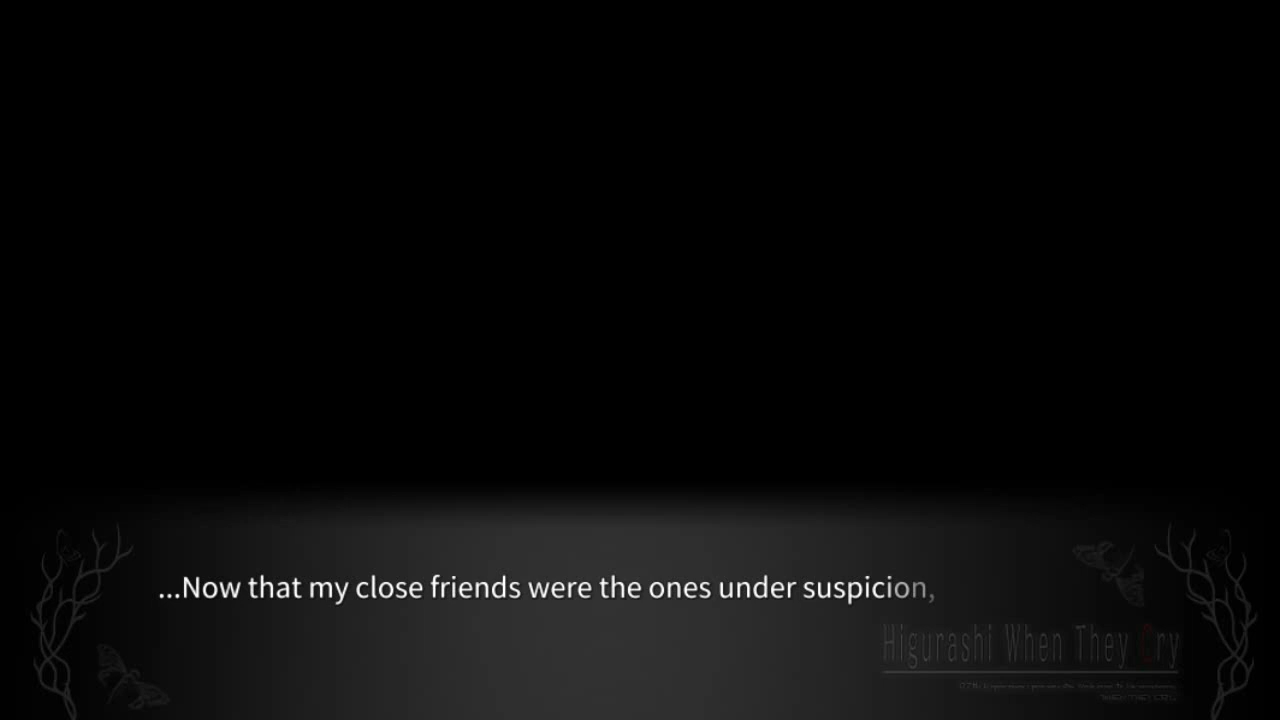 ...Now that my close friends were the ones under suspicion,
Higurashi When They Cry